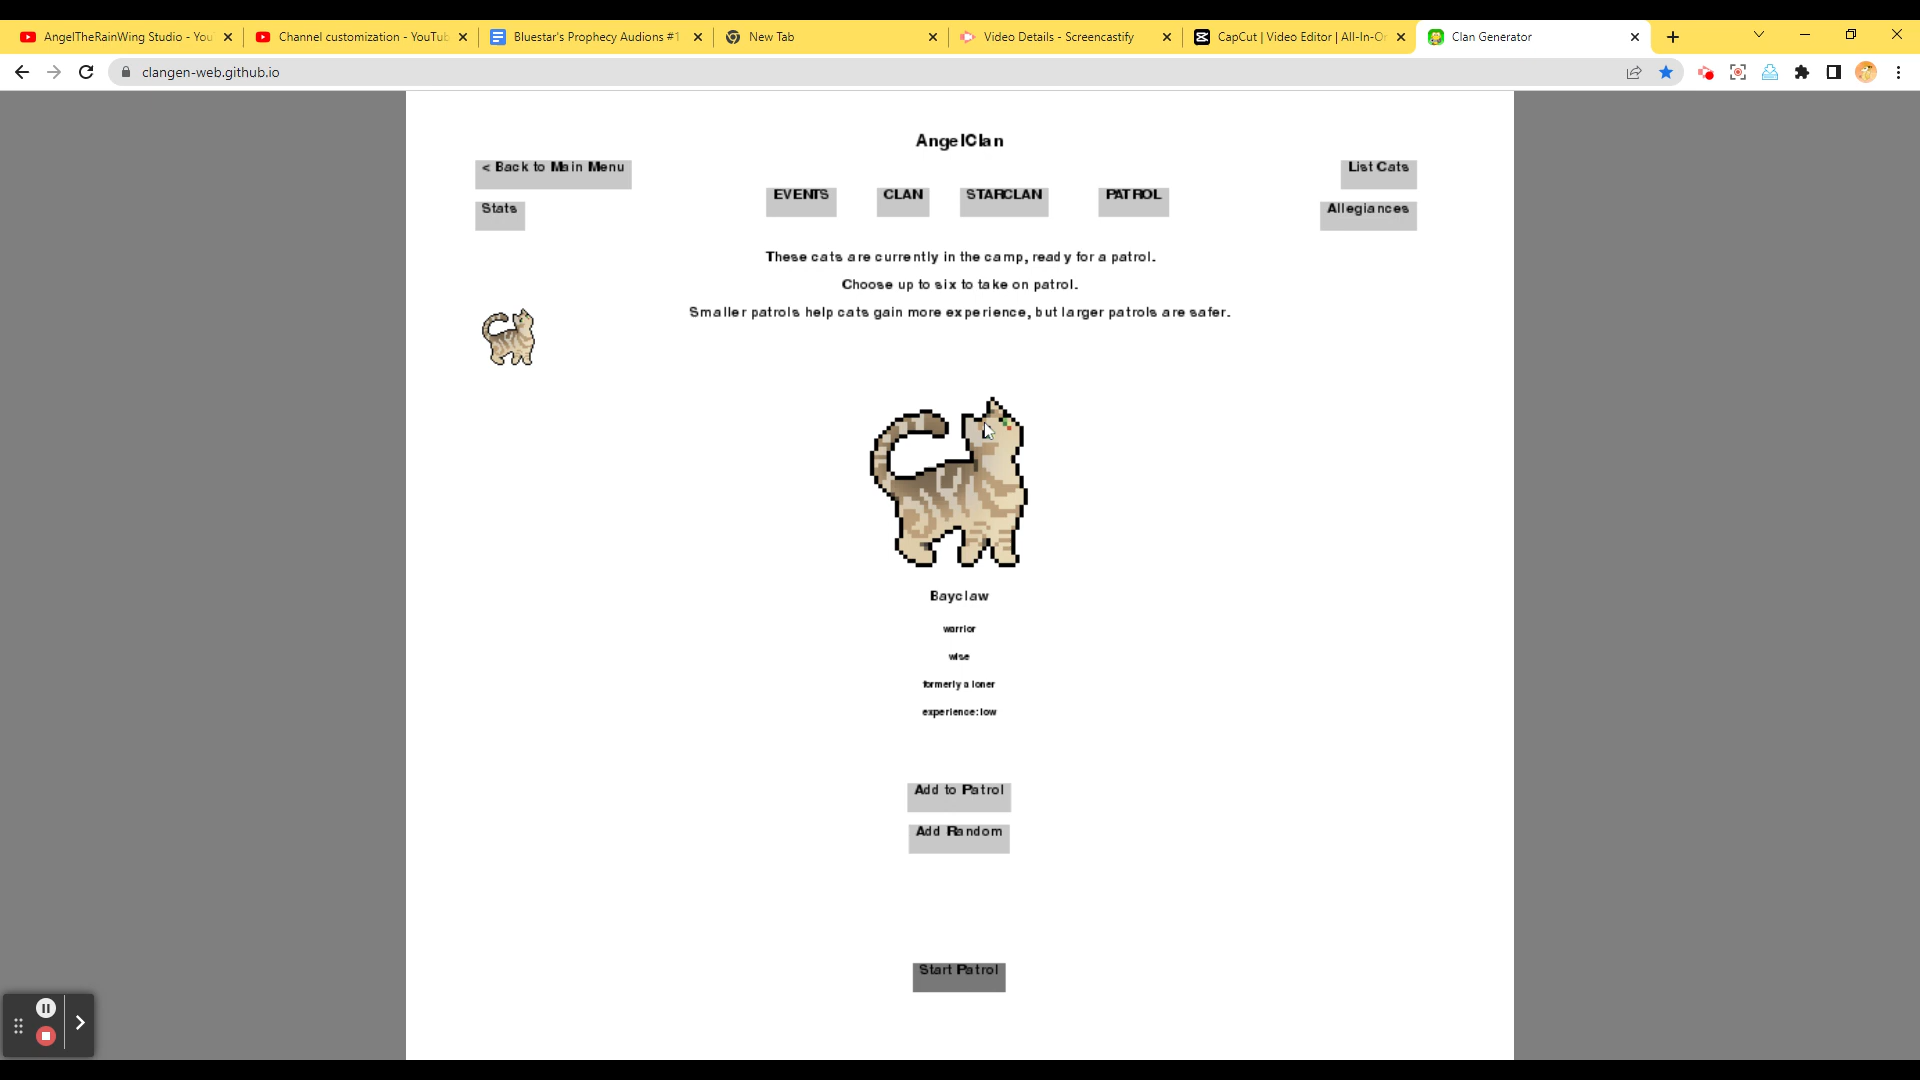 AngelTheRainWing Studio - You
Channel customization - YouTub
Bluestar's Prophecy Audions #1
New Tab
Video Details - Screencastify
CapCut | Video Editor | All-In-On
Clan Generator
clangen-web.github.io
AngelClan
< Back to Main Menu
List Cats
EVENTS
CLAN
STARCLAN
PATROL
Stats
Allegiances
These cats are currently in the camp, ready for a patrol.
Choose up to six to take on patrol.
Smaller patrols help cats gain more experience, but larger patrols are safer.
Bayclaw
warrior
wise
formerly a loner
experience: low
Add to Patrol
Add Random
Start Patrol